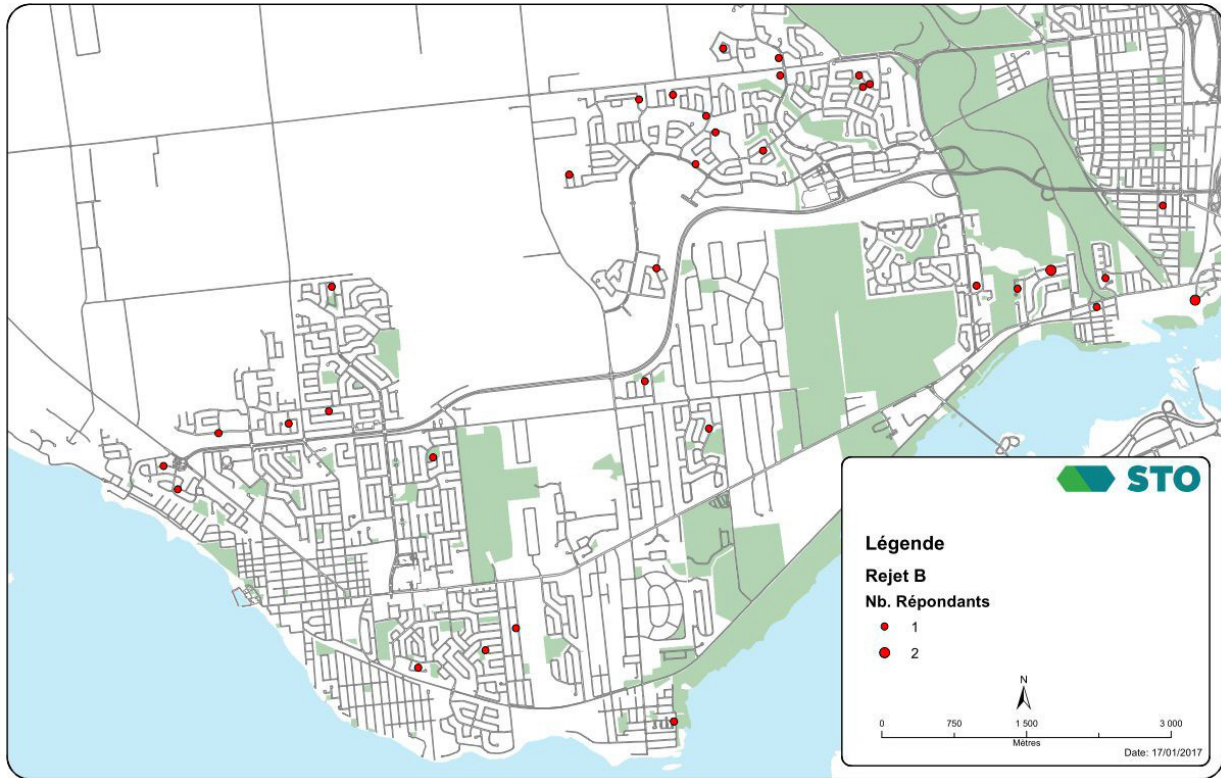 STO
Légende
Rejet B
Nb. Répondants
1
2
N
0 750 1 500 3 000
Mètres
Date: 17/01/2017